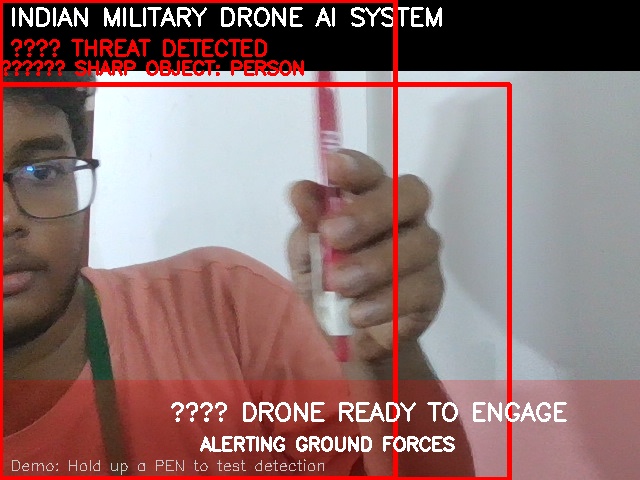 INDIAN MILITARY DRONE AI SYSTEM
???? THREAT DETECTED
?????? SHARP OBJECT: PERSON
???? DRONE READY TO ENGAGE
ALERTING GROUND FORCES
Demo: Hold up a PEN to test detection